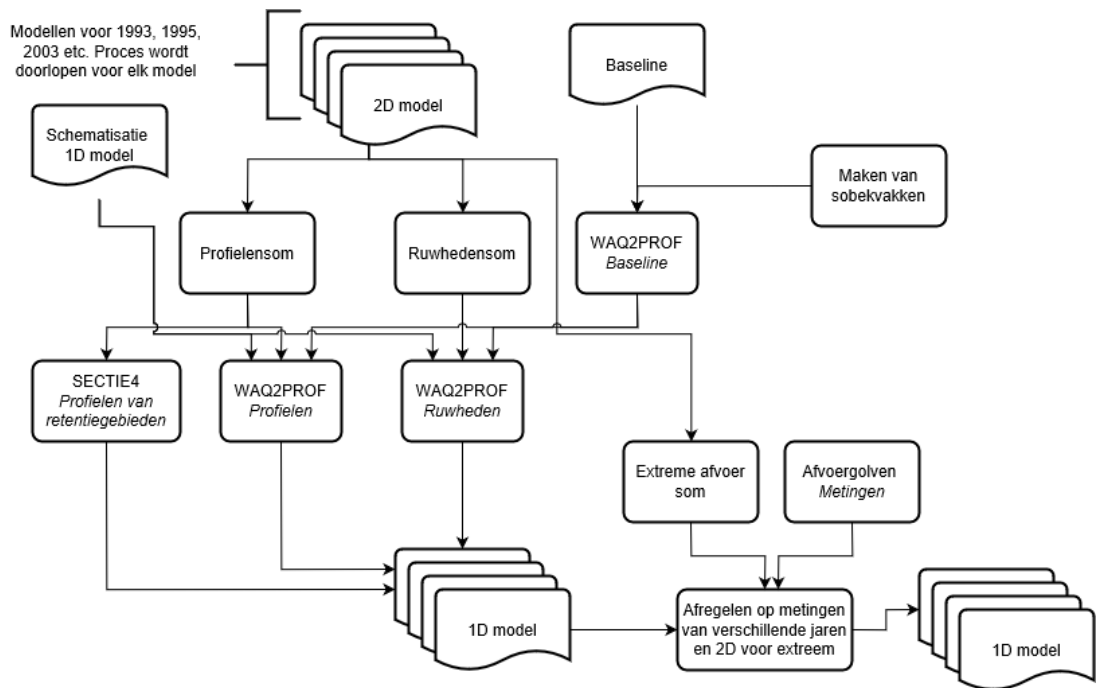 Modellen voor 1993, 1995,
2003 etc. Proces wordt
doorlopen voor elk model
2D model
Baseline
Schematisatie
1D model
Maken van
sobekvakken
Profielensom
Ruwhedensom
WAQ2PROF
Baseline
SECTIE4
Profielen van
retentiegebieden
WAQ2PROF
Profielen
WAQ2PROF
Ruwheden
Extreme afvoer
som
Afvoergolven
Metingen
1D model
Afregelen op metingen
van verschillende jaren
en 2D voor extreem
1D model